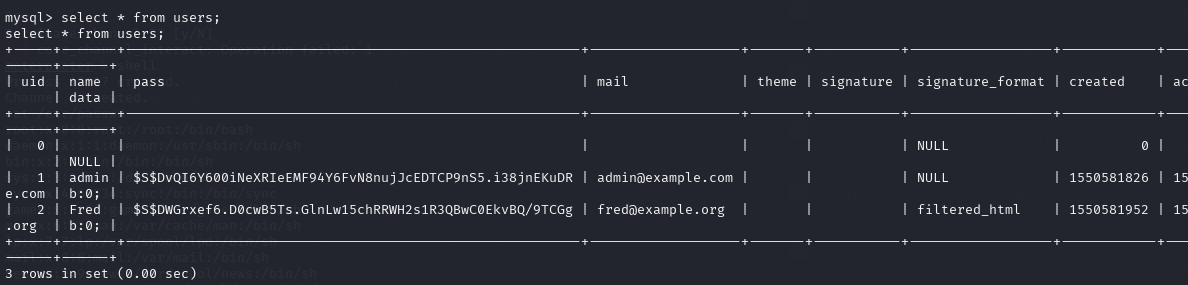 mysql> select * from users;
select * from users;
| uid | name | pass | mail | theme | signature | signature_format | created | ac
| data |
| 0 | | | | | | NULL | 0 |
| NULL |
| 1 | admin | $S$DvQI6Y600iNeXRIeEMF94Y6FvN8nujJcEDTCP9nS5.i38jnEKuDR | admin@example.com | | | NULL | 1550581826 | 15
e.com | b:0; |
| 2 | Fred | $S$DWGrxef6.D0cwB5Ts.GlnLw15chRRWH2s1R3QBwC0EkvBQ/9TCGg | fred@example.org | | | filtered_html | 1550581952 | 15
.org | b:0; |
3 rows in set (0.00 sec)